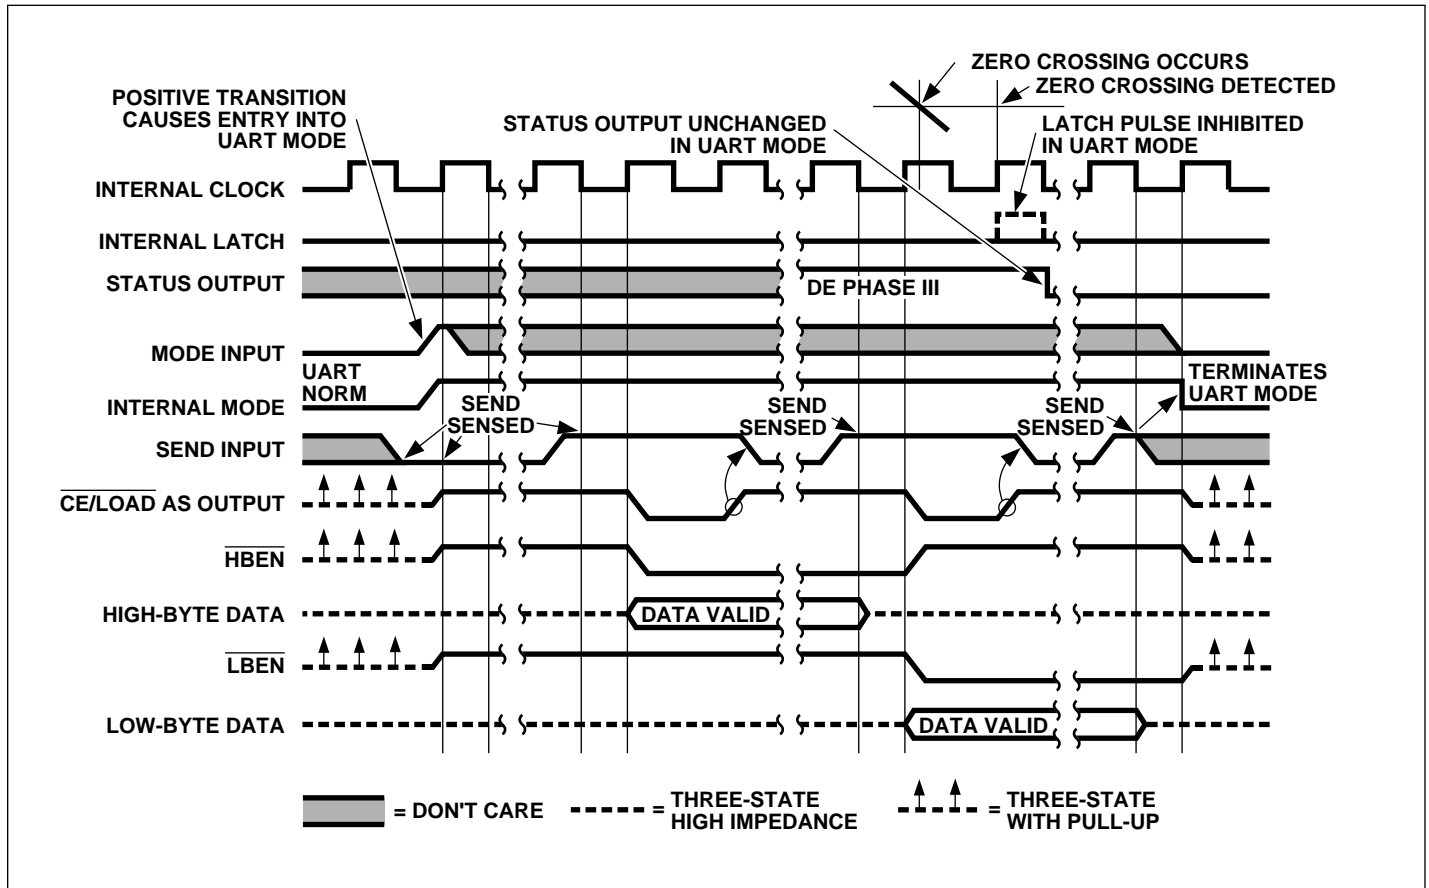 ZERO CROSSING OCCURS
ZERO CROSSING DETECTED
POSITIVE TRANSITION
CAUSES ENTRY INTO
UART MODE
STATUS OUTPUT UNCHANGED
IN UART MODE
LATCH PULSE INHIBITED
IN UART MODE
INTERNAL CLOCK
INTERNAL LATCH
STATUS OUTPUT
DE PHASE III
MODE INPUT
UART
NORM
TERMINATES
UART MODE
INTERNAL MODE
SEND
SENSED
SEND
SENSED
SEND
SENSED
SEND INPUT
CE/LOAD AS OUTPUT
HBEN
HIGH-BYTE DATA
DATA VALID
LBEN
LOW-BYTE DATA
DATA VALID
= DON'T CARE
= THREE-STATE
HIGH IMPEDANCE
= THREE-STATE
WITH PULL-UP